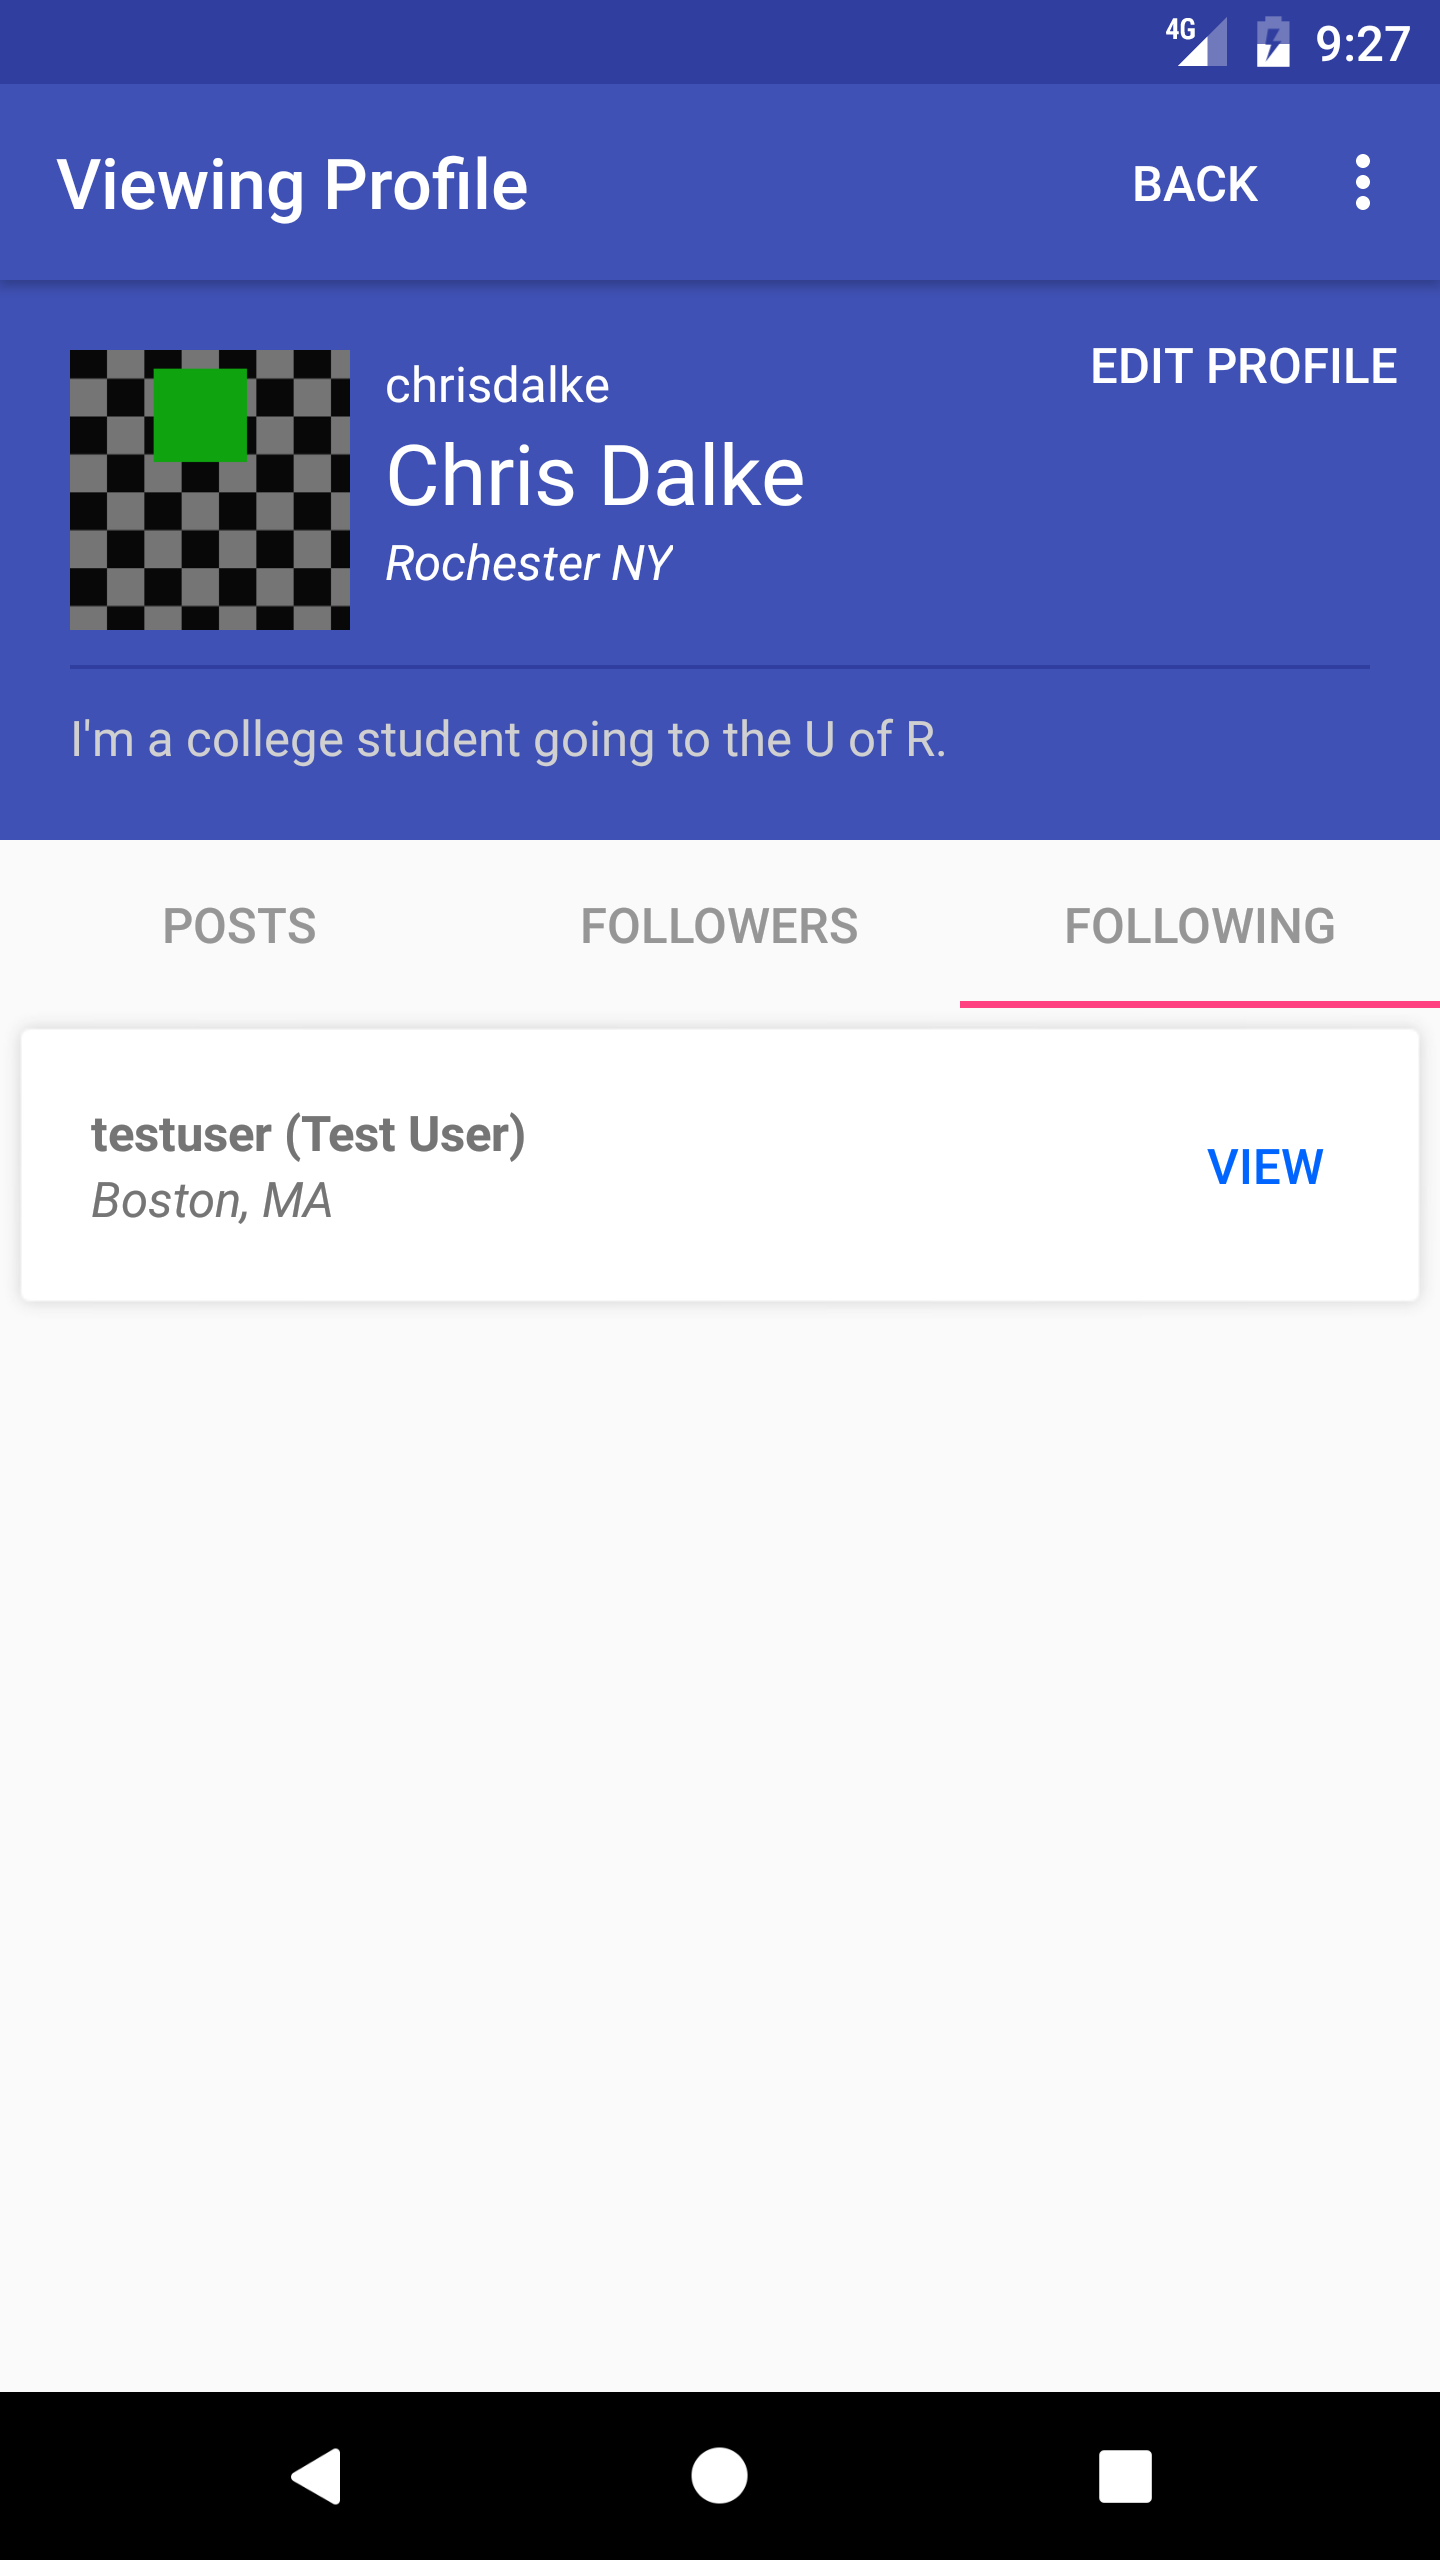 4G 9:27
Viewing Profile BACK
EDIT PROFILE
chrisdalke
Chris Dalke
Rochester NY
I'm a college student going to the U of R.
POSTS FOLLOWERS FOLLOWING
testuser (Test User)
Boston, MA
VIEW